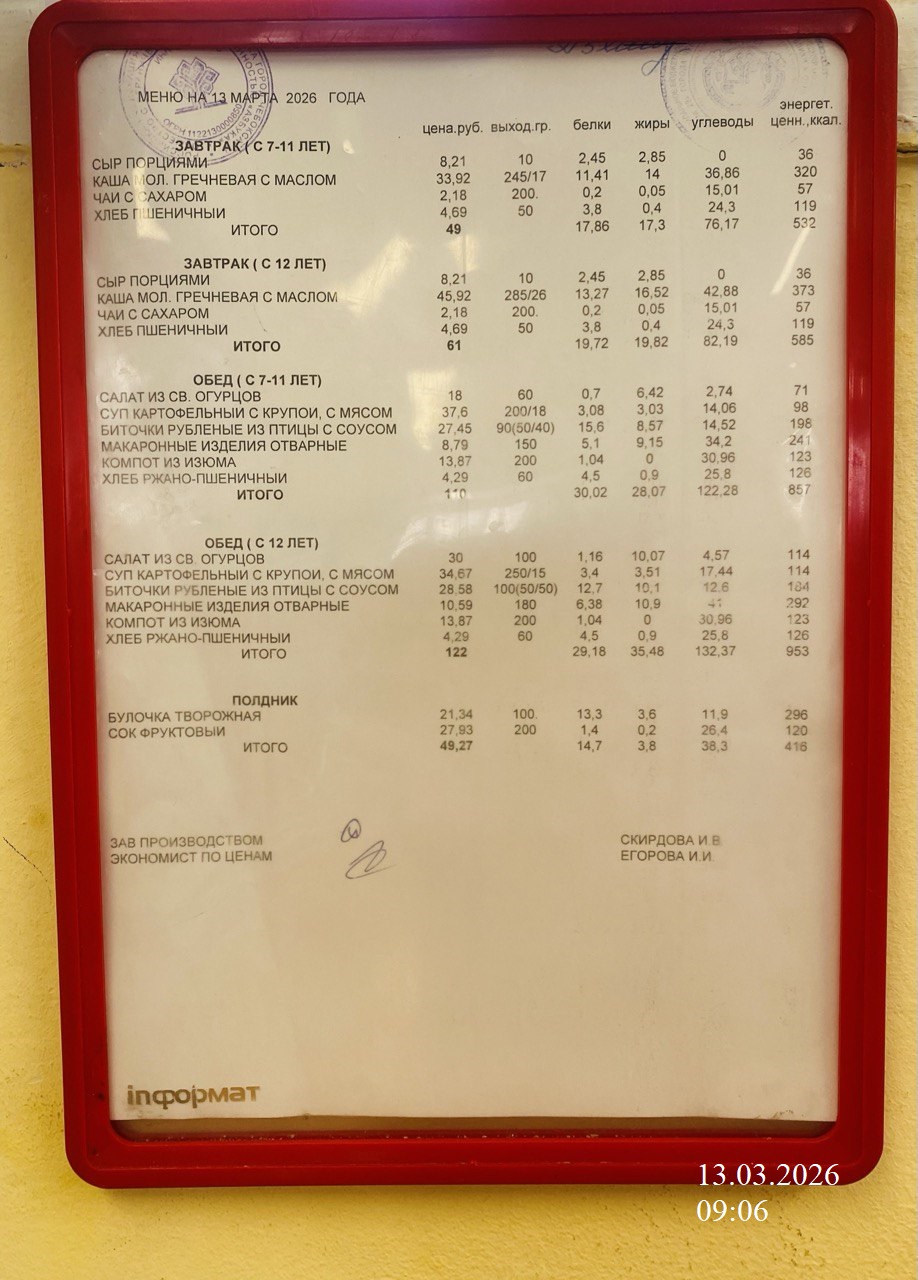 МЕНЮ НА 13 МАРТА 2026 ГОДА
цена.руб. выход.гр. белки жиры углеводы энергет. ценн.,ккал.
ЗАВТРАК ( С 7-11 ЛЕТ)
СЫР ПОРЦИЯМИ 8,21 10 2,45 2,85 0 36
КАША МОЛ. ГРЕЧНЕВАЯ С МАСЛОМ 33,92 245/17 11,41 14 36,86 320
ЧАЙ С САХАРОМ 2,18 200. 0,2 0,05 15,01 57
ХЛЕБ ПШЕНИЧНЫЙ 4,69 50 3,8 0,4 24,3 119
ИТОГО 49 17,86 17,3 76,17 532
ЗАВТРАК ( С 12 ЛЕТ)
СЫР ПОРЦИЯМИ 8,21 10 2,45 2,85 0 36
КАША МОЛ. ГРЕЧНЕВАЯ С МАСЛОМ 45,92 285/26 13,27 16,52 42,88 373
ЧАЙ С САХАРОМ 2,18 200. 0,2 0,05 15,01 57
ХЛЕБ ПШЕНИЧНЫЙ 4,69 50 3,8 0,4 24,3 119
ИТОГО 61 19,72 19,82 82,19 585
ОБЕД ( С 7-11 ЛЕТ)
САЛАТ ИЗ СВ. ОГУРЦОВ 18 60 0,7 6,42 2,74 71
СУП КАРТОФЕЛЬНЫЙ С КРУПОЙ, С МЯСОМ 37,6 200/18 3,08 3,03 14,06 98
БИТОЧКИ РУБЛЕНЫЕ ИЗ ПТИЦЫ С СОУСОМ 27,45 90(50/40) 15,6 8,57 14,52 198
МАКАРОННЫЕ ИЗДЕЛИЯ ОТВАРНЫЕ 8,79 150 5,1 9,15 34,2 241
КОМПОТ ИЗ ИЗЮМА 13,87 200 1,04 0 30,96 123
ХЛЕБ РЖАНО-ПШЕНИЧНЫЙ 4,29 60 4,5 0,9 25,8 126
ИТОГО 110 30,02 28,07 122,28 857
ОБЕД ( С 12 ЛЕТ)
САЛАТ ИЗ СВ. ОГУРЦОВ 30 100 1,16 10,07 4,57 114
СУП КАРТОФЕЛЬНЫЙ С КРУПОЙ, С МЯСОМ 34,67 250/15 3,4 3,51 17,44 114
БИТОЧКИ РУБЛЕНЫЕ ИЗ ПТИЦЫ С СОУСОМ 28,58 100(50/50) 12,7 10,1 12,6 184
МАКАРОННЫЕ ИЗДЕЛИЯ ОТВАРНЫЕ 10,59 180 6,38 10,9 41 292
КОМПОТ ИЗ ИЗЮМА 13,87 200 1,04 0 30,96 123
ХЛЕБ РЖАНО-ПШЕНИЧНЫЙ 4,29 60 4,5 0,9 25,8 126
ИТОГО 122 29,18 35,48 132,37 953
ПОЛДНИК
БУЛОЧКА ТВОРОЖНАЯ 21,34 100. 13,3 3,6 11,9 296
СОК ФРУКТОВЫЙ 27,93 200 1,4 0,2 26,4 120
ИТОГО 49,27 14,7 3,8 38,3 416
ЗАВ ПРОИЗВОДСТВОМ СКИРДОВА И.В.
ЭКОНОМИСТ ПО ЦЕНАМ ЕГОРОВА И.И.
inформат
13.03.2026
09:06